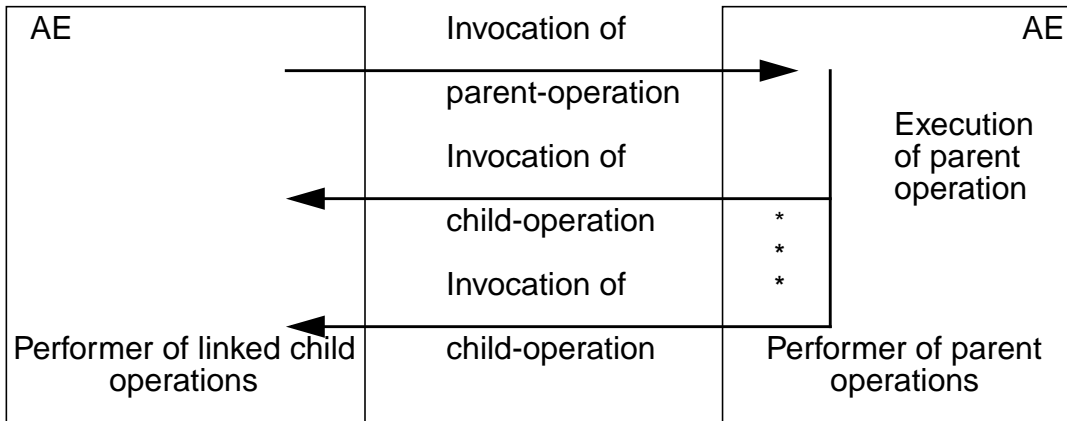 AE
Invocation of
AE
parent-operation
Execution
of parent
operation
Invocation of
child-operation
*
*
Invocation of
*
Performer of linked child
operations
child-operation
Performer of parent
operations